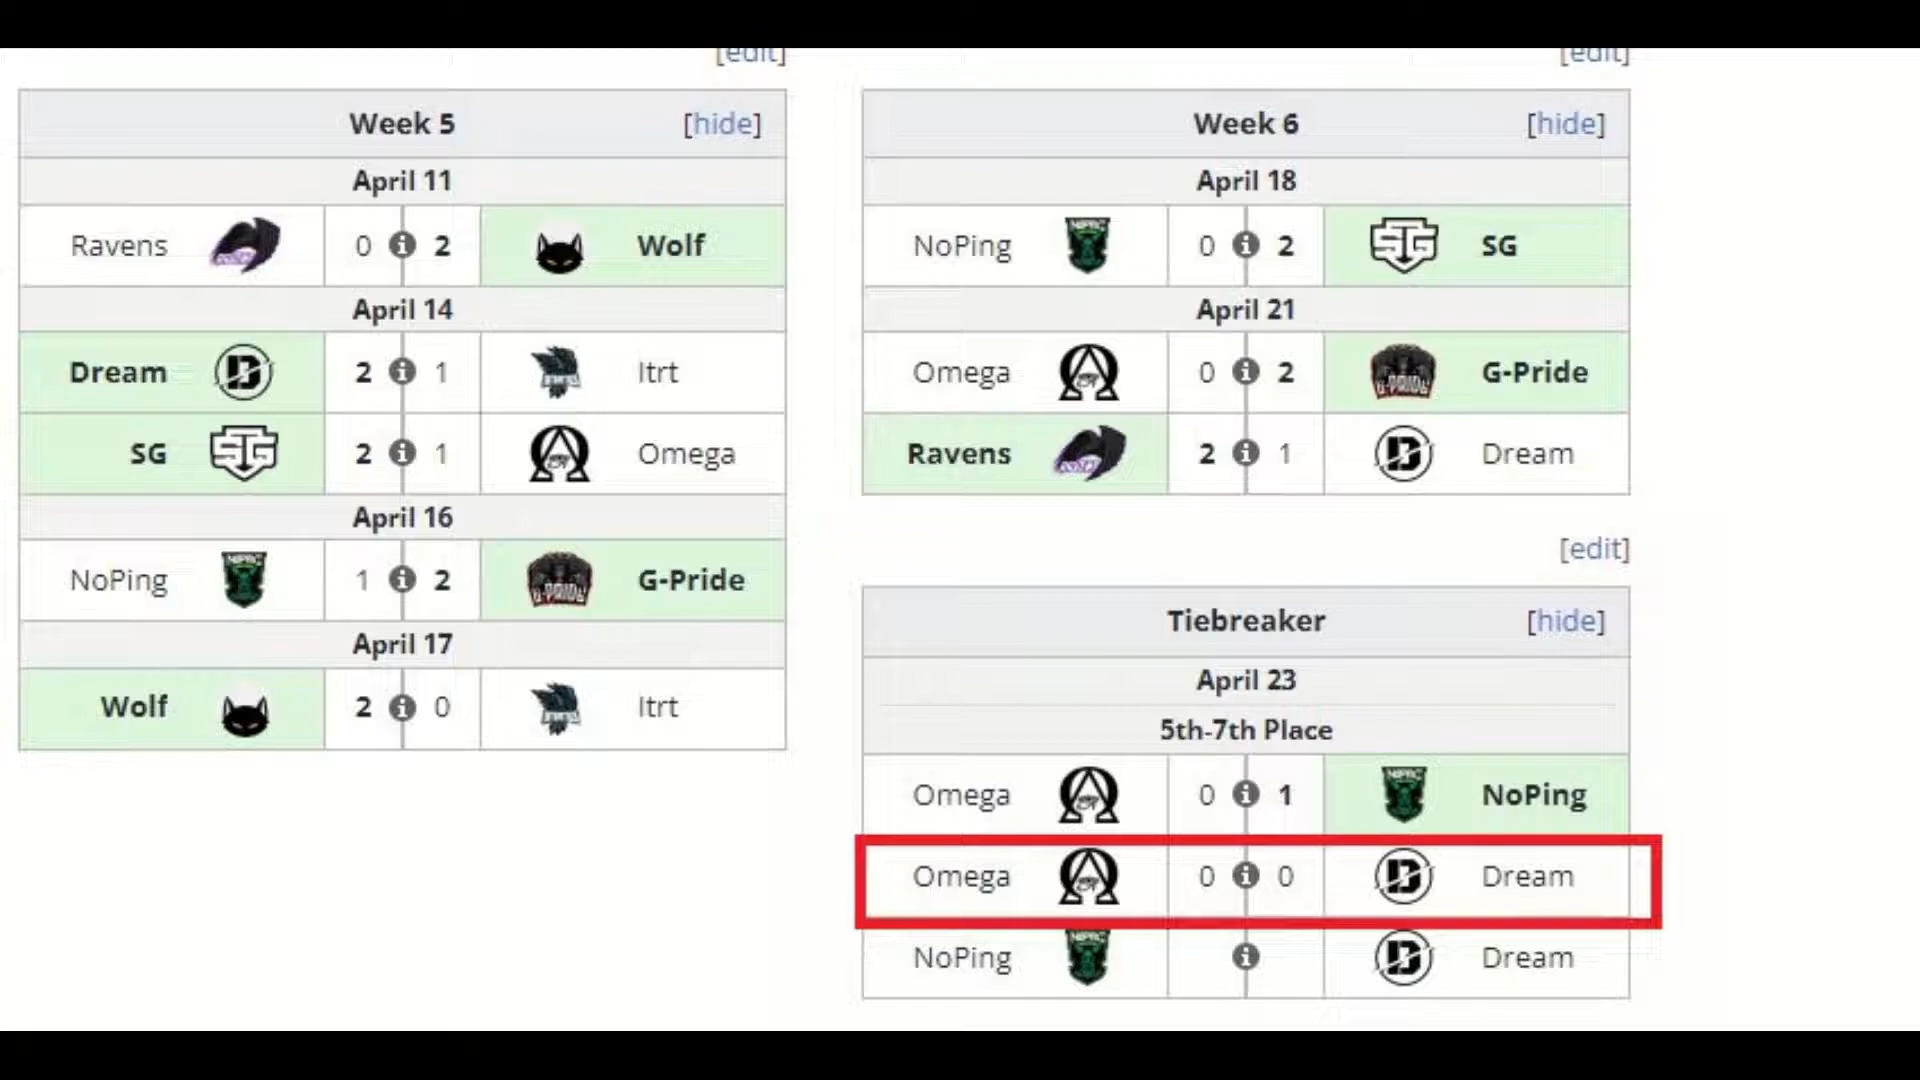 [edit]
Week 5 [hide]
April 11
Ravens 0 2 Wolf
April 14
Dream 2 1 Itrt
SG 2 1 Omega
April 16
NoPing 1 2 G-Pride
April 17
Wolf 2 0 Itrt
[edit]
Week 6 [hide]
April 18
NoPing 0 2 SG
April 21
Omega 0 2 G-Pride
Ravens 2 1 Dream
[edit]
Tiebreaker [hide]
April 23
5th-7th Place
Omega 0 1 NoPing
Omega 0 0 Dream
NoPing Dream